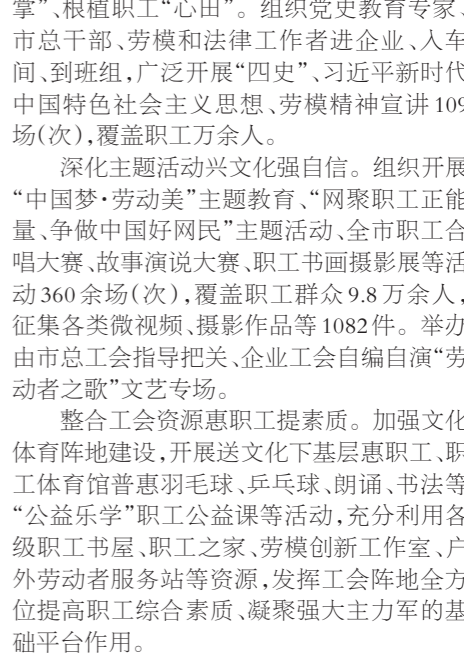 掌”、根植职工“心田”。组织党史教育专家、
市总干部、劳模和法律工作者进企业、入车
间、到班组，广泛开展“四史”、习近平新时代
中国特色社会主义思想、劳模精神宣讲109
场(次)，覆盖职工万余人。
深化主题活动兴文化强自信。组织开展
“中国梦·劳动美”主题教育、“网聚职工正能
量、争做中国好网民”主题活动、全市职工合
唱大赛、故事演说大赛、职工书画摄影展等活
动360余场(次)，覆盖职工群众9.8万余人，
征集各类微视频、摄影作品等1082件。举办
由市总工会指导把关、企业工会自编自演“劳
动者之歌”文艺专场。
整合工会资源惠职工提素质。加强文化
体育阵地建设，开展送文化下基层惠职工、职
工体育馆普惠羽毛球、乒乓球、朗诵、书法等
“公益乐学”职工公益课等活动，充分利用各
级职工书屋、职工之家、劳模创新工作室、户
外劳动者服务站等资源，发挥工会阵地全方
位提高职工综合素质、凝聚强大主力军的基
础平台作用。